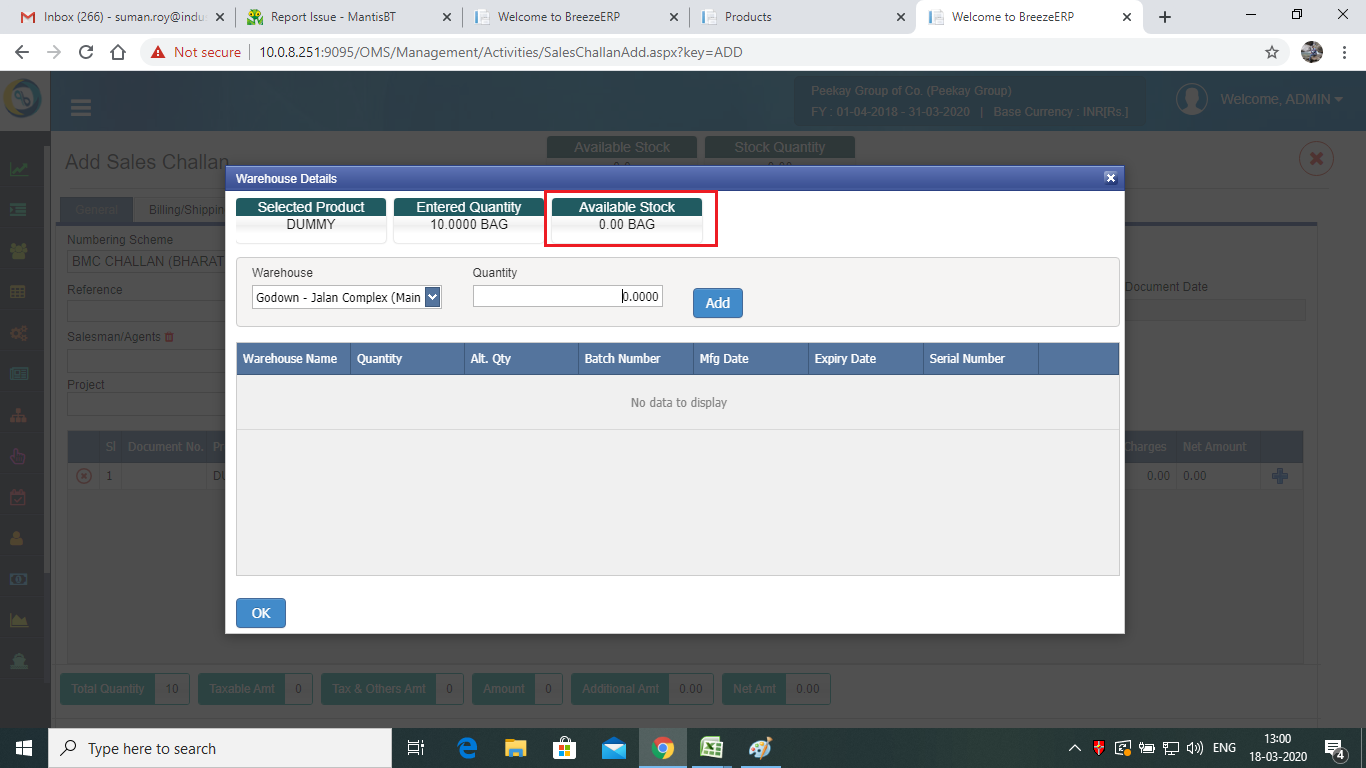 Inbox (266) - suman.roy@indu
Report Issue - MantisBT
Welcome to BreezeERP
Products
Welcome to BreezeERP
Not secure
10.0.8.251:9095/OMS/Management/Activities/SalesChallanAdd.aspx?key=ADD
Peekay Group of Co. (Peekay Group)
FY : 01-04-2018 - 31-03-2020 | Base Currency : INR[Rs.]
Welcome, ADMIN
Add Sales Challan
Available Stock
Stock Quantity
Warehouse Details
General
Billing/Shippin
Selected Product
DUMMY
Entered Quantity
10.0000 BAG
Available Stock
0.00 BAG
Numbering Scheme
BMC CHALLAN (BHARAT
Reference
Salesman/Agents
Project
Document Date
Warehouse
Quantity
Godown - Jalan Complex (Main
0.0000
Add
Warehouse Name Quantity Alt. Qty Batch Number Mfg Date Expiry Date Serial Number
No data to display
Sl Document No. Pr
Charges Net Amount
1 DU
0.00 0.00
OK
Total Quantity 10
Taxable Amt 0
Tax & Others Amt 0
Amount 0
Additional Amt 0.00
Net Amt 0.00
Type here to search
ENG
13:00
18-03-2020
4